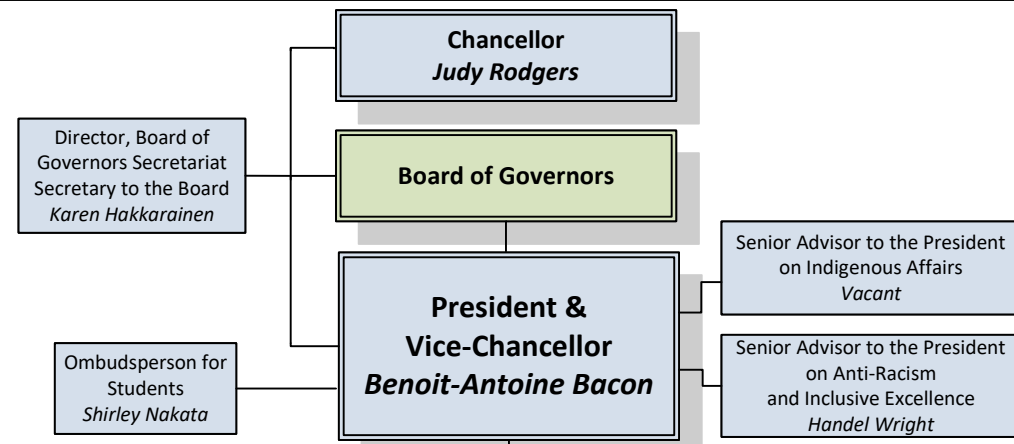 Chancellor
Judy Rodgers
Director, Board of
Governors Secretariat
Secretary to the Board
Karen Hakkarainen
Board of Governors
President &
Vice-Chancellor
Benoit-Antoine Bacon
Senior Advisor to the President
on Indigenous Affairs
Vacant
Ombudsperson for
Students
Shirley Nakata
Senior Advisor to the President
on Anti-Racism
and Inclusive Excellence
Handel Wright